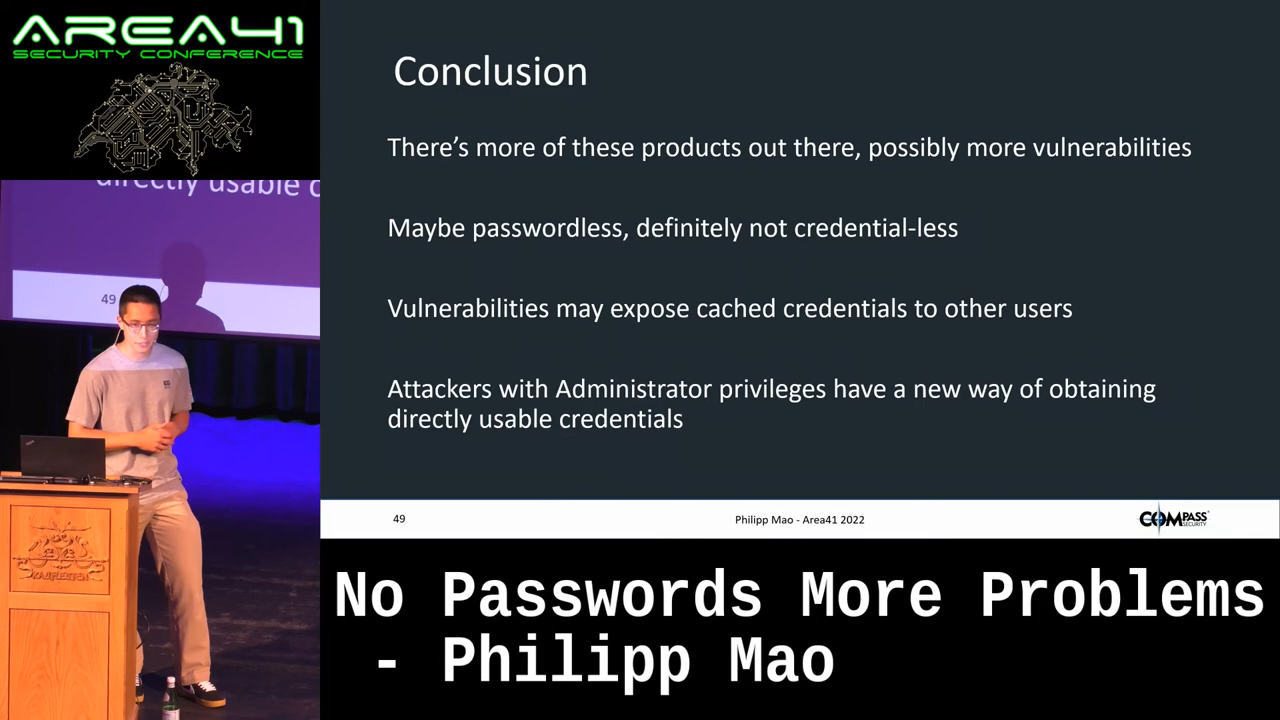 AREA41
SECURITY CONFERENCE
directly usable c
49
Conclusion
There's more of these products out there, possibly more vulnerabilities
Maybe passwordless, definitely not credential-less
Vulnerabilities may expose cached credentials to other users
Attackers with Administrator privileges have a new way of obtaining
directly usable credentials
49
Philipp Mao - Area41 2022
COMPASS
SECURITY
KAUFLEUTEN
No Passwords More Problems
- Philipp Mao